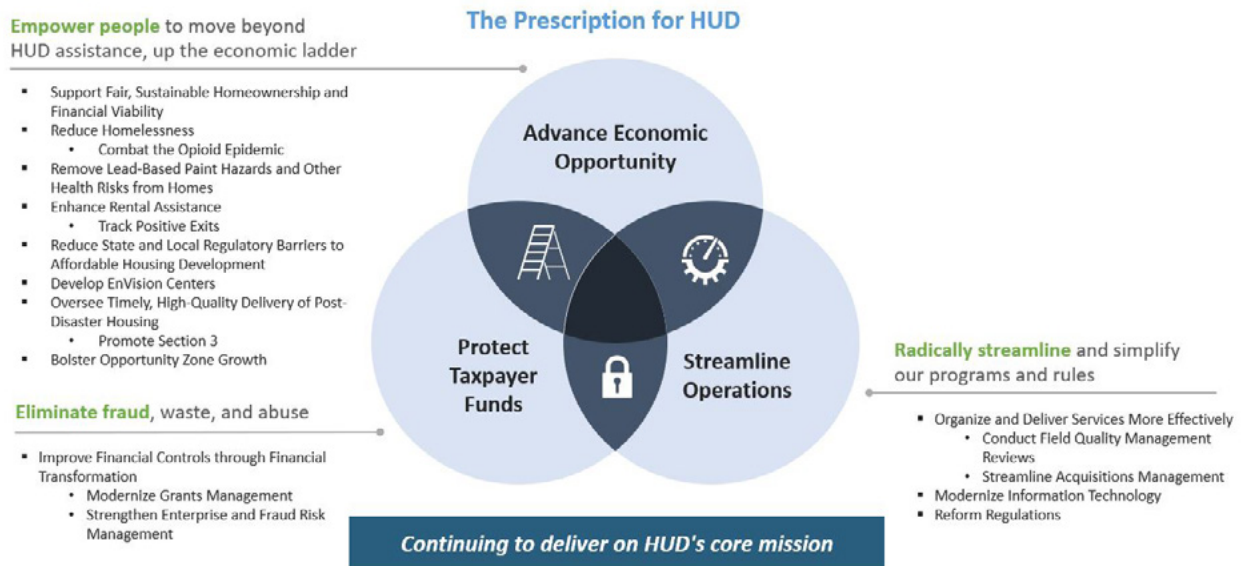 The Prescription for HUD
Empower people to move beyond
HUD assistance, up the economic ladder
▪ Support Fair, Sustainable Homeownership and
Financial Viability
▪ Reduce Homelessness
• Combat the Opioid Epidemic
▪ Remove Lead-Based Paint Hazards and Other
Health Risks from Homes
▪ Enhance Rental Assistance
• Track Positive Exits
▪ Reduce State and Local Regulatory Barriers to
Affordable Housing Development
▪ Develop EnVision Centers
▪ Oversee Timely, High-Quality Delivery of Post-
Disaster Housing
• Promote Section 3
▪ Bolster Opportunity Zone Growth
Eliminate fraud, waste, and abuse
▪ Improve Financial Controls through Financial
Transformation
• Modernize Grants Management
• Strengthen Enterprise and Fraud Risk
Management
Advance Economic
Opportunity
Protect
Taxpayer
Funds
Streamline
Operations
Radically streamline and simplify
our programs and rules
▪ Organize and Deliver Services More Effectively
• Conduct Field Quality Management
Reviews
• Streamline Acquisitions Management
▪ Modernize Information Technology
▪ Reform Regulations
Continuing to deliver on HUD's core mission